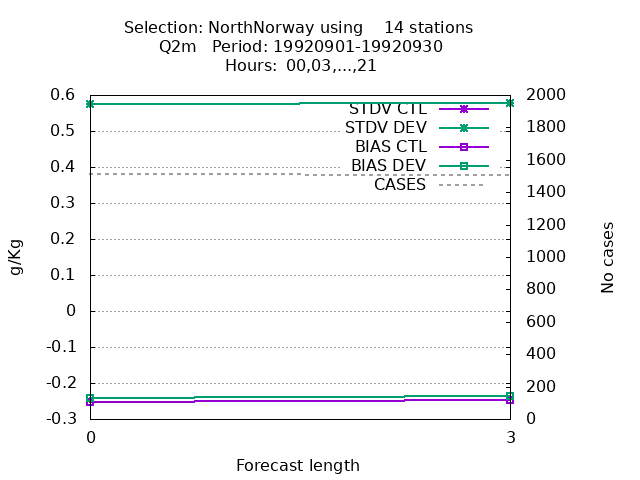 Selection: NorthNorway using    14 stations
Q2m   Period: 19920901-19920930
Hours:  00,03,...,21
0.6
0.5
0.4
0.3
0.2
0.1
0
-0.1
-0.2
-0.3
g/Kg
STDV CTL
STDV DEV
BIAS CTL
BIAS DEV
CASES
2000
1800
1600
1400
1200
1000
800
600
400
200
0
No cases
0
3
Forecast length